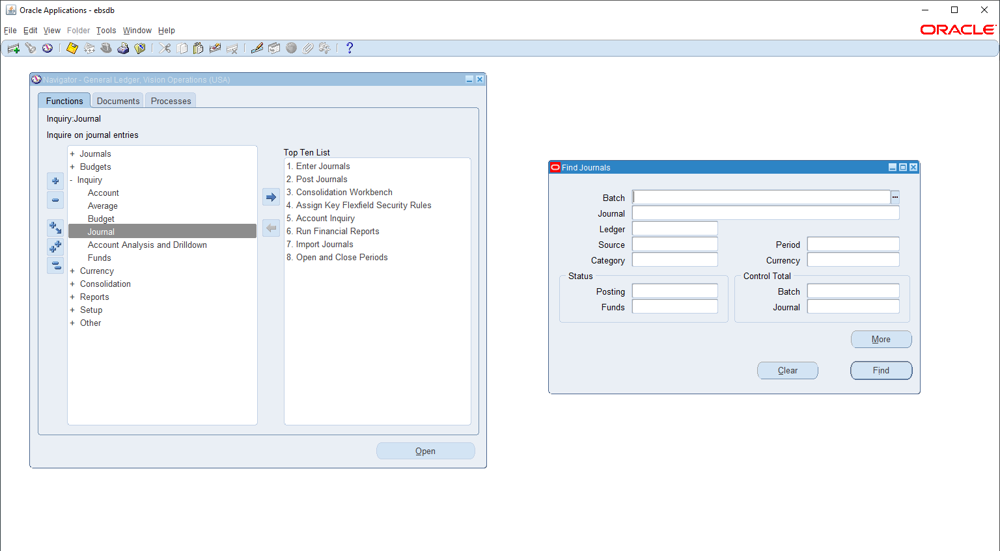 Oracle Applications - ebsdb
File Edit View Folder Tools Window Help
ORACLE
?
Navigator - General Ledger, Vision Operations (USA)
Functions Documents Processes
Inquiry:Journal
Inquire on journal entries
+ Journals
+ Budgets
- Inquiry
Account
Average
Budget
Journal
Account Analysis and Drilldown
Funds
+ Currency
+ Consolidation
+ Reports
+ Setup
+ Other
Top Ten List
1. Enter Journals
2. Post Journals
3. Consolidation Workbench
4. Assign Key Flexfield Security Rules
5. Account Inquiry
6. Run Financial Reports
7. Import Journals
8. Open and Close Periods
Open
Find Journals
Batch ...
Journal
Ledger
Source Period
Category Currency
Status Control Total
Posting Batch
Funds Journal
More
Clear Find